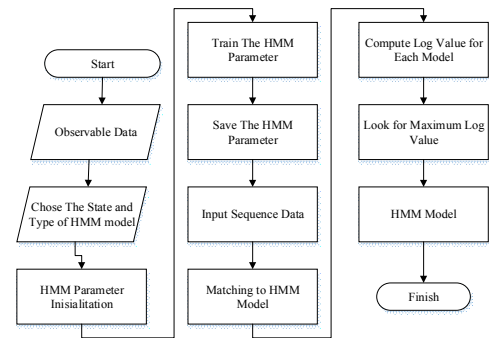 Start
Observable Data
Chose The State and
Type of HMM model
HMM Parameter
Inisialitation
Train The HMM
Parameter
Save The HMM
Parameter
Input Sequence Data
Matching to HMM
Model
Compute Log Value for
Each Model
Look for Maximum Log
Value
HMM Model
Finish